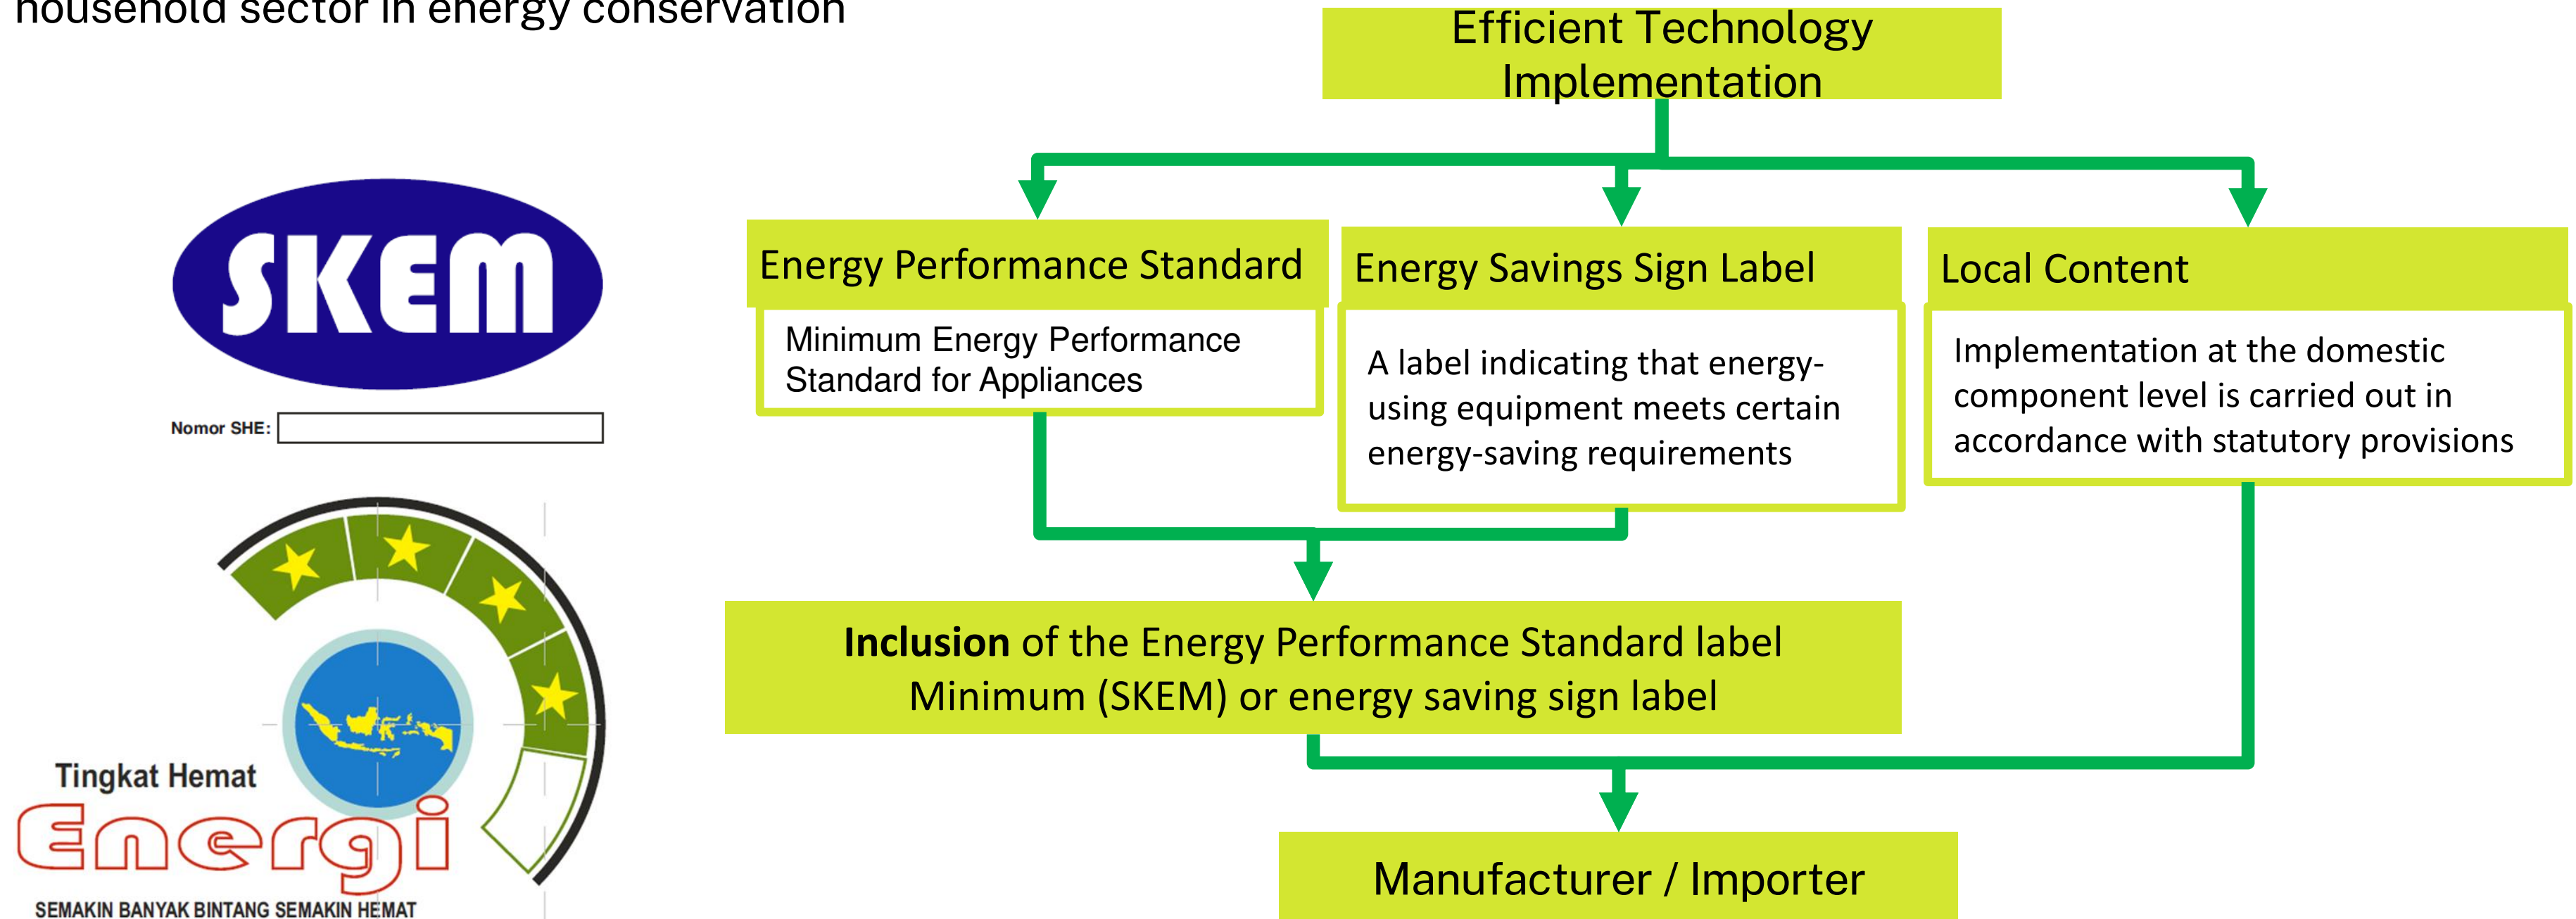 household sector in energy conservation
Efficient Technology
Implementation
SKEM
Nomor SHE:
Energy Performance Standard
Minimum Energy Performance
Standard for Appliances
Energy Savings Sign Label
A label indicating that energy-
using equipment meets certain
energy-saving requirements
Local Content
Implementation at the domestic
component level is carried out in
accordance with statutory provisions
Inclusion of the Energy Performance Standard label
Minimum (SKEM) or energy saving sign label
Tingkat Hemat
Energi
SEMAKIN BANYAK BINTANG SEMAKIN HEMAT
Manufacturer / Importer